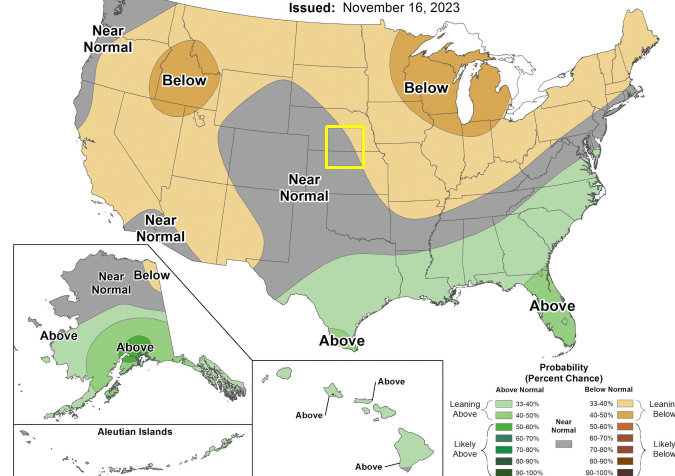 Issued: November 16, 2023
Near
Normal
Below
Below
Near
Normal
Near
Normal
Near
Normal
Below
Above
Above
Above
Above
Above
Above
Above
Aleutian Islands
Probability
(Percent Chance)
Above Normal
Below Normal
Leaning
Above
33-40%
40-50%
Likely
Above
50-60%
60-70%
70-80%
80-90%
90-100%
Near
Normal
33-40%
40-50%
50-60%
60-70%
70-80%
80-90%
90-100%
Leanin
Below
Likely
Below